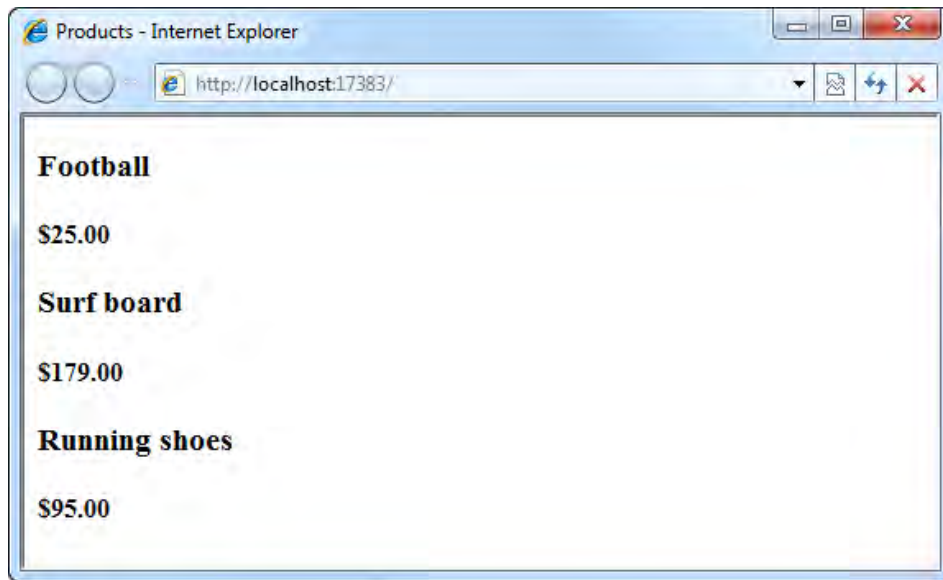 Products - Internet Explorer
http://localhost:17383/
Football
$25.00
Surf board
$179.00
Running shoes
$95.00